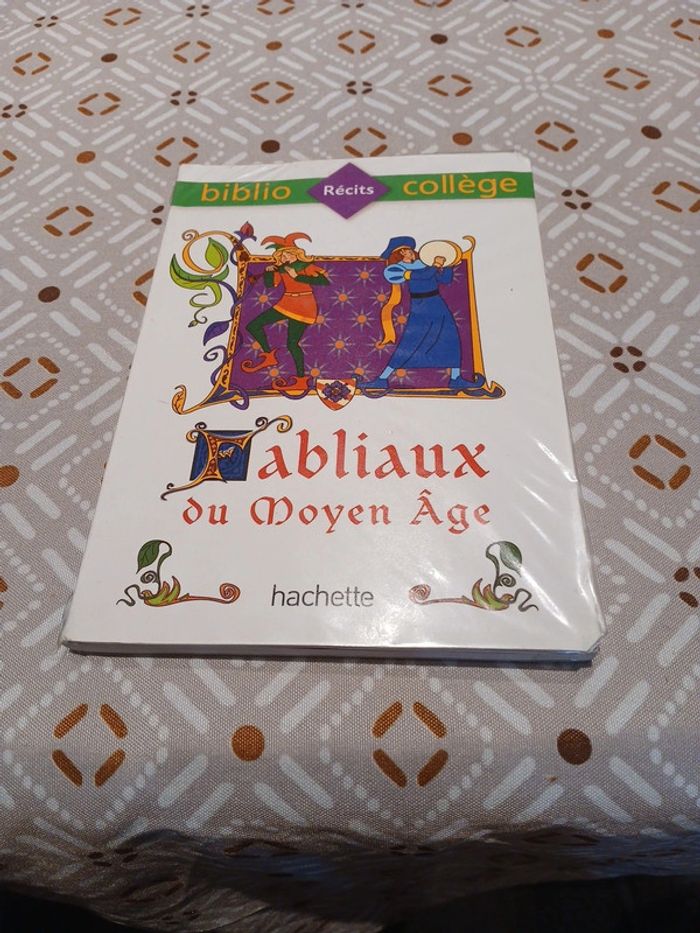 biblio Récits collège
Fabliaux
du Moyen Âge
hachette